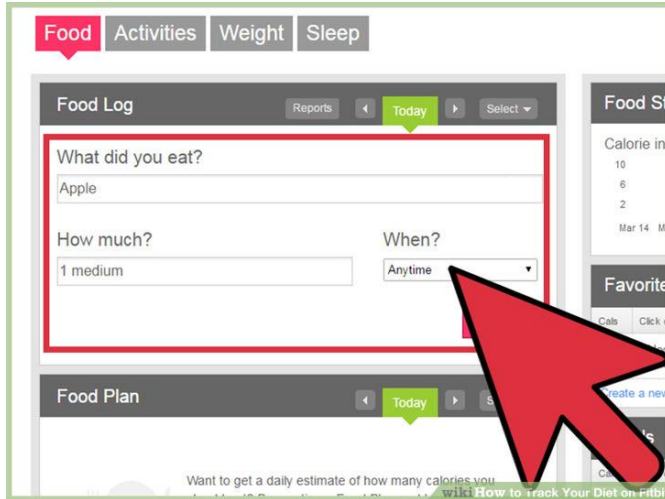 Food Activities Weight Sleep
Food Log Reports Today Select
What did you eat?
Apple
How much? When?
1 medium Anytime
Food Plan Today
Want to get a daily estimate of how many calories you
Food St
Calorie in
10
6
2
Mar 14 M
Favorite
Cals Click
Create a new
wikiHow to Track Your Diet on Fitbi